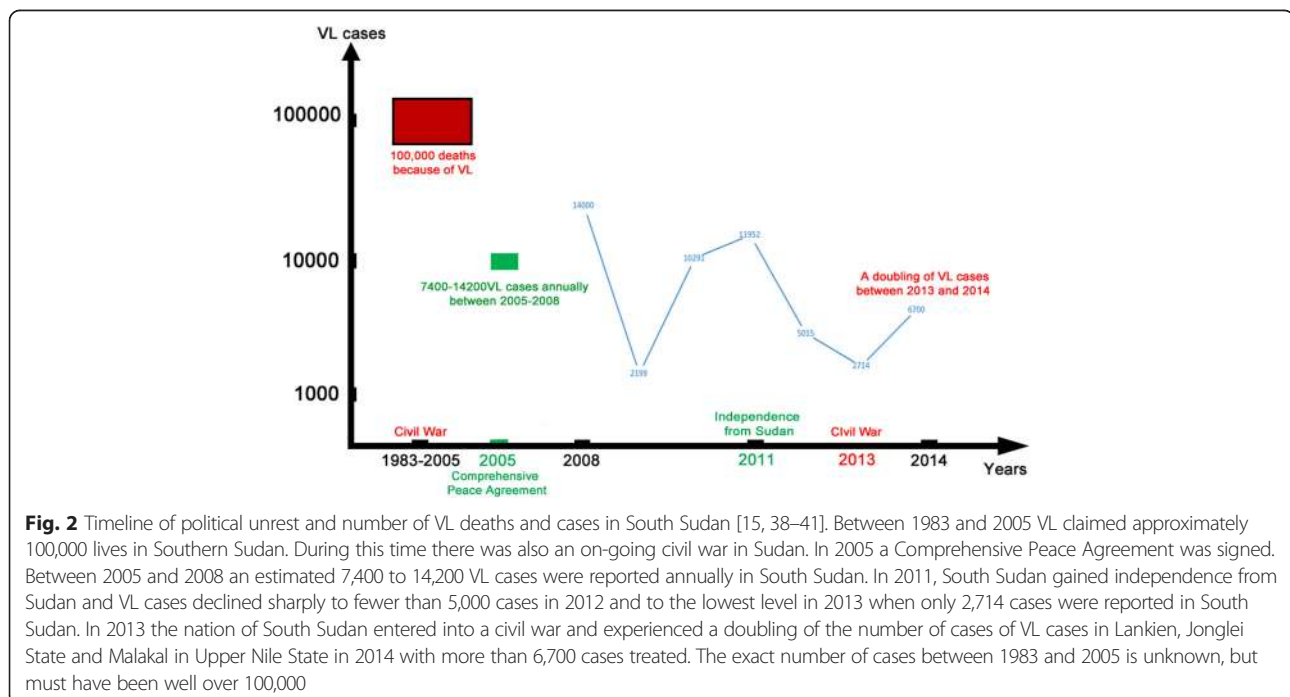 VL cases
100000
100,000 deaths
because of VL
14000
11952
10291
10000
7400-14200VL cases annually
between 2005-2008
A doubling of VL cases
between 2013 and 2014
6700
5015
2714
2199
1000
Civil War
Independence
from Sudan
CIvil War
1983-2005
2005
2008
2011
2013
2014
Years
Comprehensive
Peace Agreement
Fig. 2 Timeline of political unrest and number of VL deaths and cases in South Sudan [15, 38–41]. Between 1983 and 2005 VL claimed approximately
100,000 lives in Southern Sudan. During this time there was also an on-going civil war in Sudan. In 2005 a Comprehensive Peace Agreement was signed.
Between 2005 and 2008 an estimated 7,400 to 14,200 VL cases were reported annually in South Sudan. In 2011, South Sudan gained independence from
Sudan and VL cases declined sharply to fewer than 5,000 cases in 2012 and to the lowest level in 2013 when only 2,714 cases were reported in South
Sudan. In 2013 the nation of South Sudan entered into a civil war and experienced a doubling of the number of cases of VL cases in Lankien, Jonglei
State and Malakal in Upper Nile State in 2014 with more than 6,700 cases treated. The exact number of cases between 1983 and 2005 is unknown, but
must have been well over 100,000